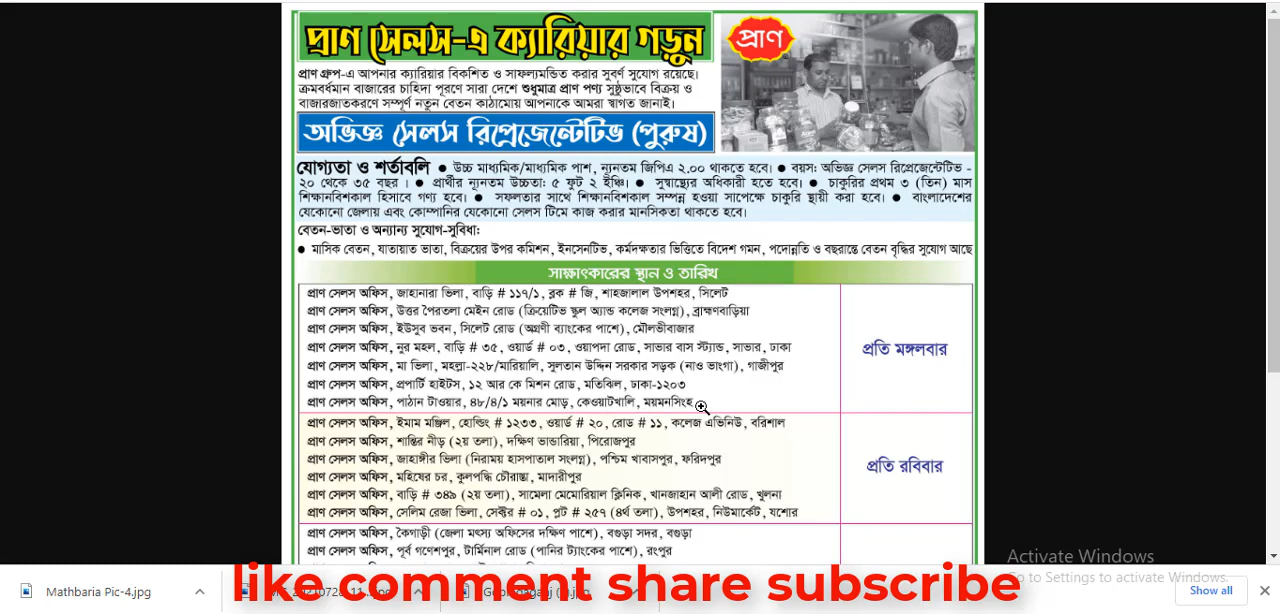 প্রাণ সেলস-এ ক্যারিয়ার গড়ুন
প্রাণ
প্রাণ গ্রুপ-এ আপনার ক্যারিয়ার বিকশিত ও সাফল্যমন্ডিত করার সুবর্ণ সুযোগ রয়েছে।
ক্রমবর্ধমান বাজারের চাহিদা পূরণে সারা দেশে শুধুমাত্র প্রাণ পণ্য সুষ্ঠুভাবে বিক্রয় ও
বাজারজাতকরণে সম্পূর্ণ নতুন বেতন কাঠামোয় আপনাকে আমরা স্বাগত জানাই।
অভিজ্ঞ সেলস রিপ্রেজেন্টেটিভ (পুরুষ)
যোগ্যতা ও শর্তাবলি ● উচ্চ মাধ্যমিক/মাধ্যমিক পাশ, ন্যূনতম জিপিএ ২.০০ থাকতে হবে। ● বয়স: অভিজ্ঞ সেলস রিপ্রেজেন্টেটিভ -
২০ থেকে ৩৫ বছর । ● প্রার্থীর ন্যূনতম উচ্চতা: ৫ ফুট ২ ইঞ্চি। ● সুস্বাস্থ্যের অধিকারী হতে হবে। ● চাকুরির প্রথম ৩ (তিন) মাস
শিক্ষানবিশকাল হিসাবে গণ্য হবে। ● সফলতার সাথে শিক্ষানবিশকাল সম্পন্ন হওয়া সাপেক্ষে চাকুরি স্থায়ী করা হবে। ● বাংলাদেশের
যেকোনো জেলায় এবং কোম্পানির যেকোনো সেলস টিমে কাজ করার মানসিকতা থাকতে হবে।
বেতন-ভাতা ও অন্যান্য সুযোগ-সুবিধা:
● মাসিক বেতন, যাতায়াত ভাতা, বিক্রয়ের উপর কমিশন, ইনসেনটিভ, কর্মদক্ষতার ভিত্তিতে বিদেশ গমন, পদোন্নতি ও বছরান্তে বেতন বৃদ্ধির সুযোগ আছে
সাক্ষাৎকারের স্থান ও তারিখ
প্রাণ সেলস অফিস, জাহানারা ভিলা, বাড়ি # ১১৭/১, ব্লক # জি, শাহজালাল উপশহর, সিলেট
প্রাণ সেলস অফিস, উত্তর পৈরতলা মেইন রোড (ক্রিয়েটিভ স্কুল অ্যান্ড কলেজ সংলগ্ন), ব্রাহ্মণবাড়িয়া
প্রাণ সেলস অফিস, ইউসুব ভবন, সিলেট রোড (অগ্রণী ব্যাংকের পাশে), মৌলভীবাজার
প্রাণ সেলস অফিস, নুর মহল, বাড়ি # ৩৫, ওয়ার্ড # ০৩, ওয়াপদা রোড, সাভার বাস স্ট্যান্ড, সাভার, ঢাকা
প্রতি মঙ্গলবার
প্রাণ সেলস অফিস, মা ভিলা, মহল্লা-২২৮/মারিয়ালি, সুলতান উদ্দিন সরকার সড়ক (নাও ভাংগা), গাজীপুর
প্রাণ সেলস অফিস, প্রপার্টি হাইটস, ১২ আর কে মিশন রোড, মতিঝিল, ঢাকা-১২০৩
প্রাণ সেলস অফিস, পাঠান টাওয়ার, ৪৮/৪/১ ময়নার মোড়, কেওয়াটখালি, ময়মনসিংহ
প্রাণ সেলস অফিস, ইমাম মঞ্জিল, হোল্ডিং # ১২৩৩, ওয়ার্ড # ২০, রোড # ১১, কলেজ এভিনিউ, বরিশাল
প্রাণ সেলস অফিস, শান্তির নীড় (২য় তলা), দক্ষিণ ভান্ডারিয়া, পিরোজপুর
প্রাণ সেলস অফিস, জাহাঙ্গীর ভিলা (নিরাময় হাসপাতাল সংলগ্ন), পশ্চিম খাবাসপুর, ফরিদপুর
প্রতি রবিবার
প্রাণ সেলস অফিস, মহিষের চর, কুলপদ্ধি চৌরাস্তা, মাদারীপুর
প্রাণ সেলস অফিস, বাড়ি # ৩৪৯ (২য় তলা), সামেলা মেমোরিয়াল ক্লিনিক, খানজাহান আলী রোড, খুলনা
প্রাণ সেলস অফিস, সেলিম রেজা ভিলা, সেক্টর # ০১, প্লট # ২৫৭ (৪র্থ তলা), উপশহর, নিউমার্কেট, যশোর
প্রাণ সেলস অফিস, কৈগাড়ী (জেলা মৎস্য অফিসের দক্ষিণ পাশে), বগুড়া সদর, বগুড়া
প্রাণ সেলস অফিস, পূর্ব গণেশপুর, টার্মিনাল রোড (পানির ট্যাংকের পাশে), রংপুর
Activate Windows
Go to Settings to activate Windows.
like comment share subscribe
Mathbaria Pic-4.jpg
Show all